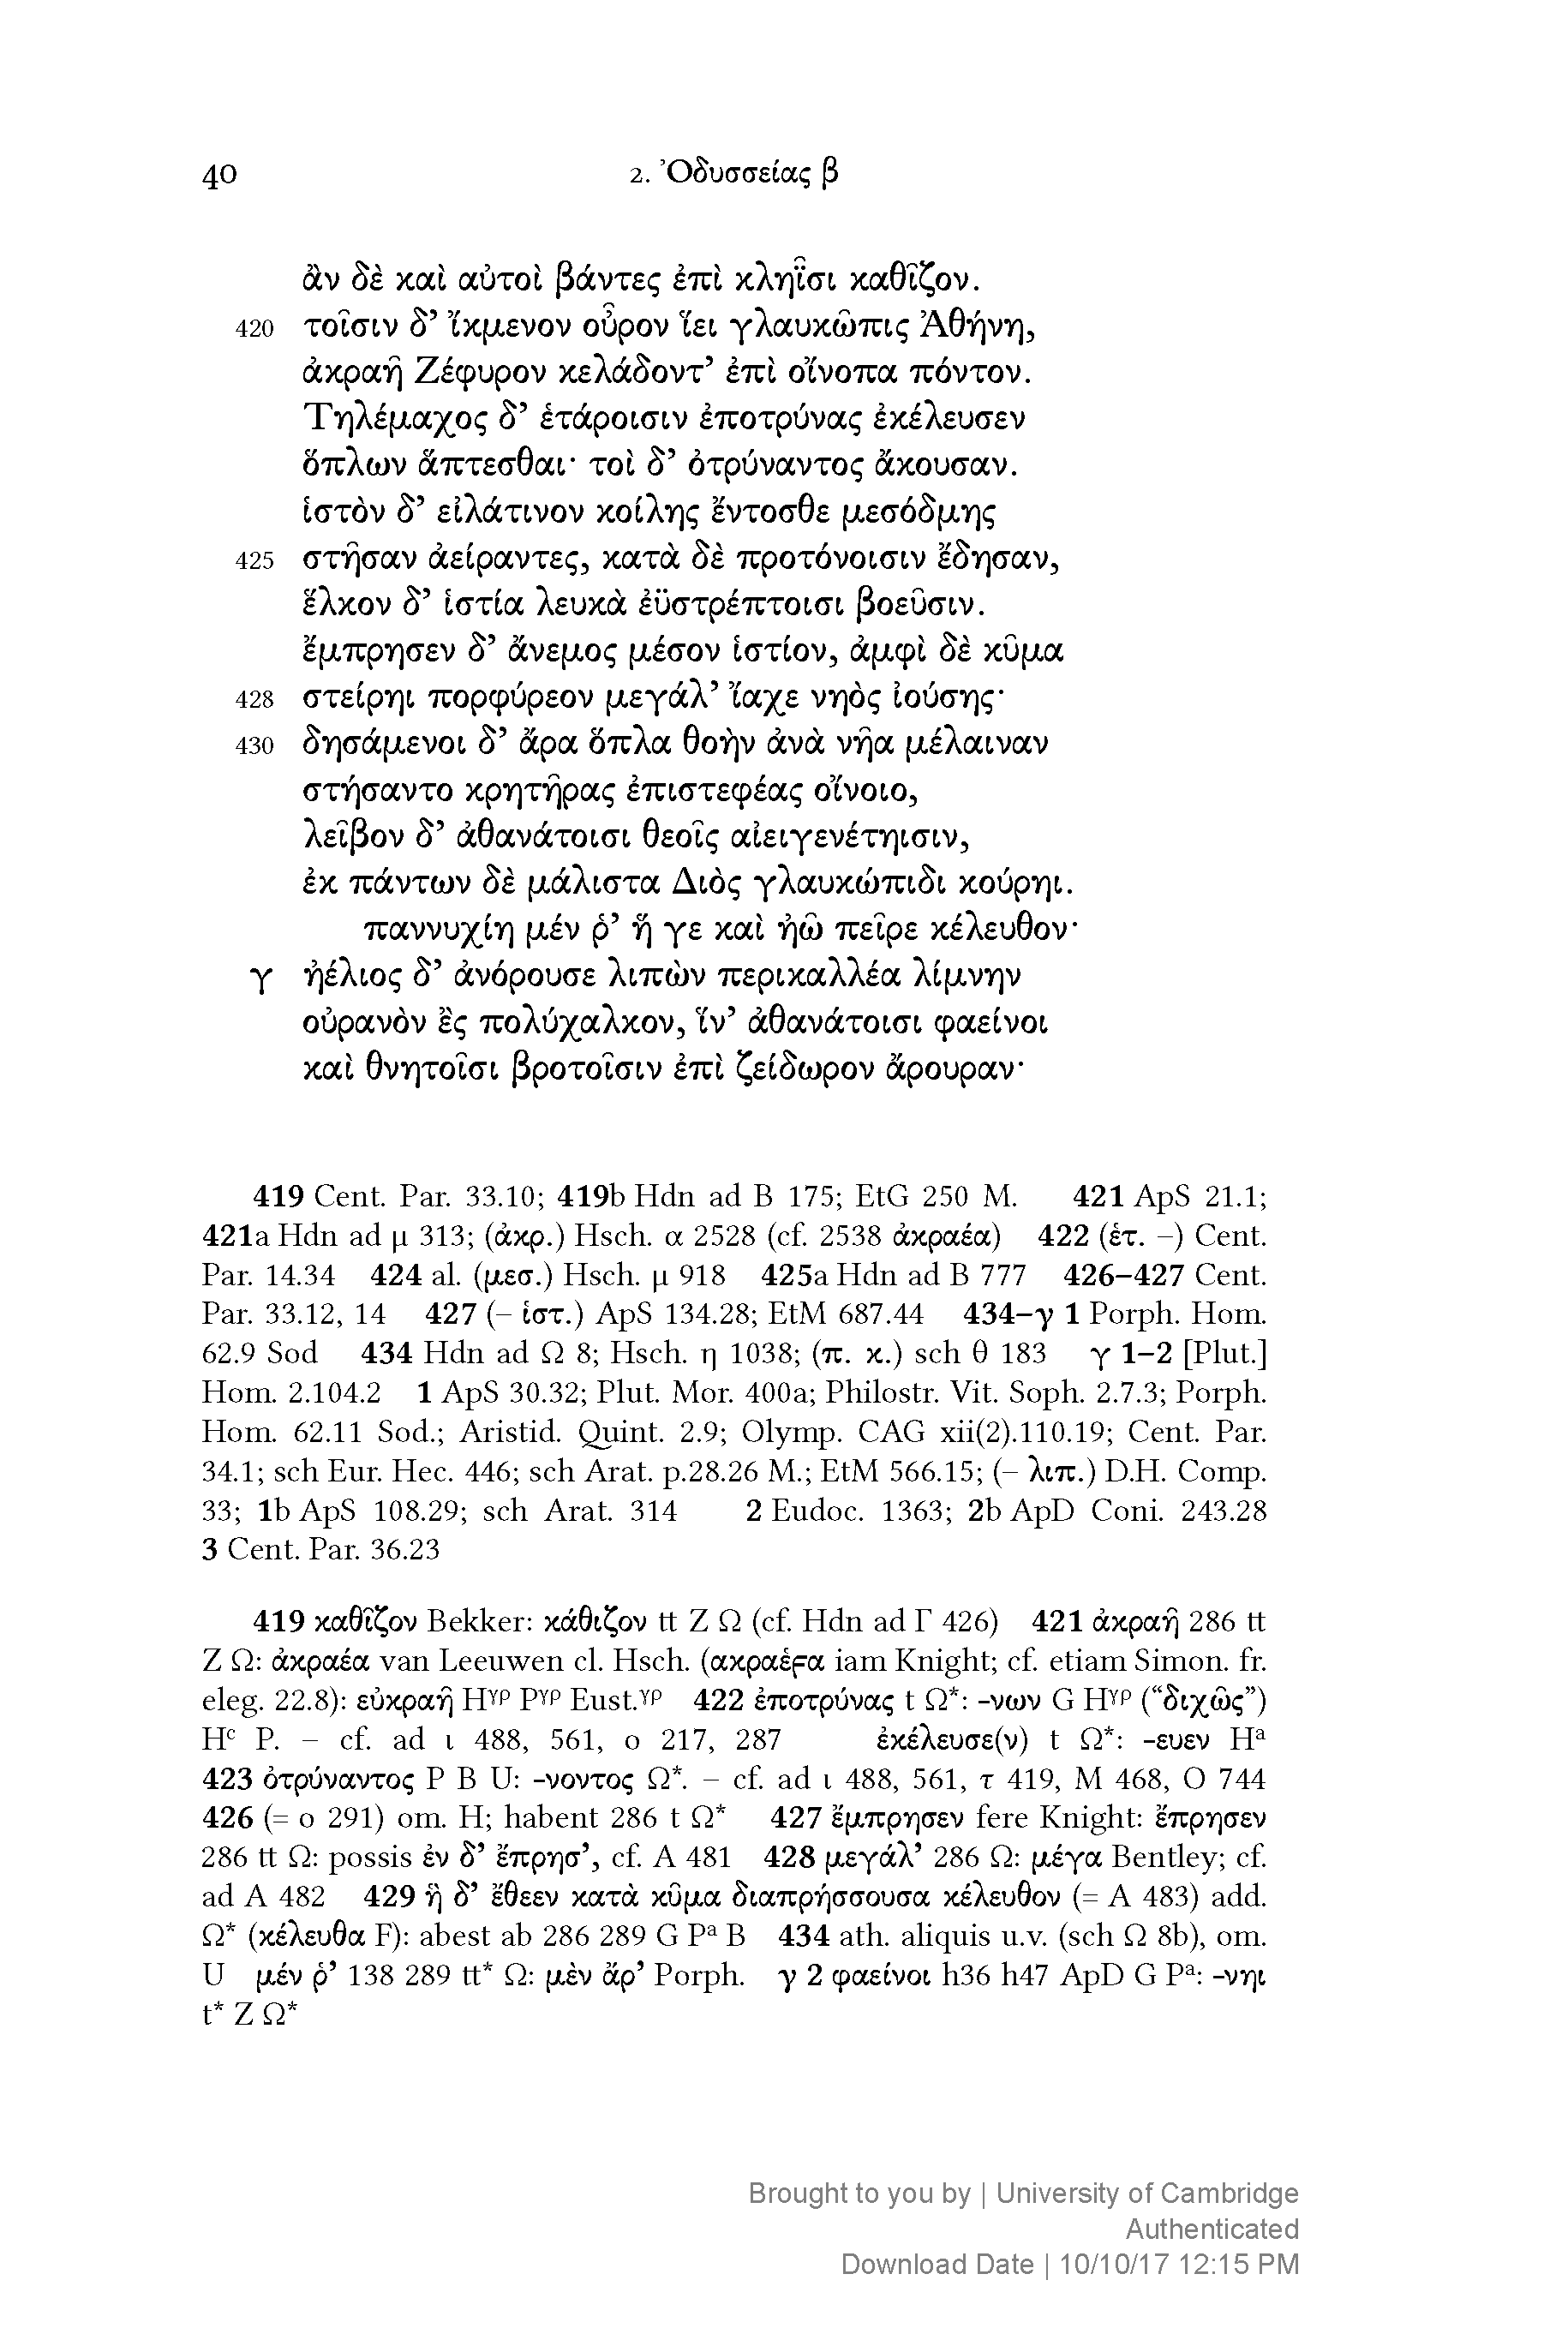 40
2. Ὀδυσσείας β
ἂν δὲ καὶ αὐτοὶ βάντες ἐπὶ κληῗσι καθῖζον.
420 τοῖσιν δ’ ἴκμενον οὖρον ἵει γλαυκῶπις Ἀθήνη,
ἀκραῆ Ζέφυρον κελάδοντ’ ἐπὶ οἴνοπα πόντον.
Τηλέμαχος δ’ ἑτάροισιν ἐποτρύνας ἐκέλευσεν
ὅπλων ἅπτεσθαι· τοὶ δ’ ὀτρύναντος ἄκουσαν.
ἱστὸν δ’ εἰλάτινον κοίλης ἔντοσθε μεσόδμης
425 στῆσαν ἀείραντες, κατὰ δὲ προτόνοισιν ἔδησαν,
ἕλκον δ’ ἱστία λευκὰ ἐϋστρέπτοισι βοεῦσιν.
ἔμπρησεν δ’ ἄνεμος μέσον ἱστίον, ἀμφὶ δὲ κῦμα
428 στείρηι πορφύρεον μεγάλ’ ἴαχε νηὸς ἰούσης·
430 δησάμενοι δ’ ἄρα ὅπλα θοὴν ἀνὰ νῆα μέλαιναν
στήσαντο κρητῆρας ἐπιστεφέας οἴνοιο,
λεῖβον δ’ ἀθανάτοισι θεοῖς αἰειγενέτηισιν,
ἐκ πάντων δὲ μάλιστα Διὸς γλαυκώπιδι κούρηι.
παννυχίη μέν ῥ’ ἥ γε καὶ ἠῶ πεῖρε κέλευθον·
γ ἠέλιος δ’ ἀνόρουσε λιπὼν περικαλλέα λίμνην
οὐρανὸν ἒς πολύχαλκον, ἵν’ ἀθανάτοισι φαείνοι
καὶ θνητοῖσι βροτοῖσιν ἐπὶ ζείδωρον ἄρουραν·
419 Cent. Par. 33.10; 419b Hdn ad B 175; EtG 250 M. 421 ApS 21.1;
421a Hdn ad μ 313; (ἀκρ.) Hsch. α 2528 (cf. 2538 ἀκραέα) 422 (ἑτ. –) Cent.
Par. 14.34 424 al. (μεσ.) Hsch. μ 918 425a Hdn ad B 777 426–427 Cent.
Par. 33.12, 14 427 (– ἱστ.) ApS 134.28; EtM 687.44 434–γ 1 Porph. Hom.
62.9 Sod 434 Hdn ad Ω 8; Hsch. η 1038; (π. κ.) sch θ 183 γ 1–2 [Plut.]
Hom. 2.104.2 1 ApS 30.32; Plut. Mor. 400a; Philostr. Vit. Soph. 2.7.3; Porph.
Hom. 62.11 Sod.; Aristid. Quint. 2.9; Olymp. CAG xii(2).110.19; Cent. Par.
34.1; sch Eur. Hec. 446; sch Arat. p.28.26 M.; EtM 566.15; (– λιπ.) D.H. Comp.
33; 1b ApS 108.29; sch Arat. 314 2 Eudoc. 1363; 2b ApD Coni. 243.28
3 Cent. Par. 36.23
419 καθῖζον Bekker: κάθιζον tt Z Ω (cf. Hdn ad Γ 426) 421 ἀκραῆ 286 tt
Z Ω: ἀκραέα van Leeuwen cl. Hsch. (ακραέϝα iam Knight; cf. etiam Simon. fr.
eleg. 22.8): εὐκραῆ Hᵞᵖ Pᵞᵖ Eust.ᵞᵖ 422 ἐποτρύνας t Ω*: -νων G Hᵞᵖ (“διχῶς”)
Hᶜ P. – cf. ad ι 488, 561, ο 217, 287 ἐκέλευσε(ν) t Ω*: -ευεν Hᵃ
423 ὀτρύναντος P B U: -νοντος Ω*. – cf. ad ι 488, 561, τ 419, M 468, O 744
426 (= ο 291) om. H; habent 286 t Ω* 427 ἔμπρησεν fere Knight: ἔπρησεν
286 tt Ω: possis ἐν δ’ ἔπρησ’, cf. A 481 428 μεγάλ’ 286 Ω: μέγα Bentley; cf.
ad A 482 429 ἣ δ’ ἔθεεν κατὰ κῦμα διαπρήσσουσα κέλευθον (= A 483) add.
Ω* (κέλευθα F): abest ab 286 289 G Pᵃ B 434 ath. aliquis u.v. (sch Ω 8b), om.
U μέν ῥ’ 138 289 tt* Ω: μὲν ἄρ’ Porph. γ 2 φαείνοι h36 h47 ApD G Pᵃ: -νηι
t* Z Ω*
Brought to you by | University of Cambridge
Authenticated
Download Date | 10/10/17 12:15 PM